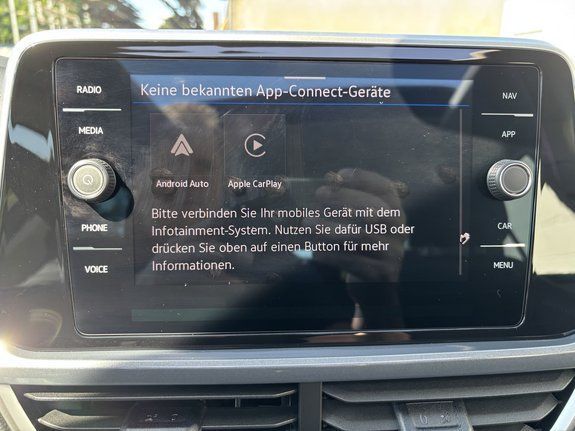 RADIO
MEDIA
PHONE
VOICE
Keine bekannten App-Connect-Geräte
Android Auto
Apple CarPlay
Bitte verbinden Sie Ihr mobiles Gerät mit dem
Infotainment-System. Nutzen Sie dafür USB oder
drücken Sie oben auf einen Button für mehr
Informationen.
NAV
APP
CAR
MENU